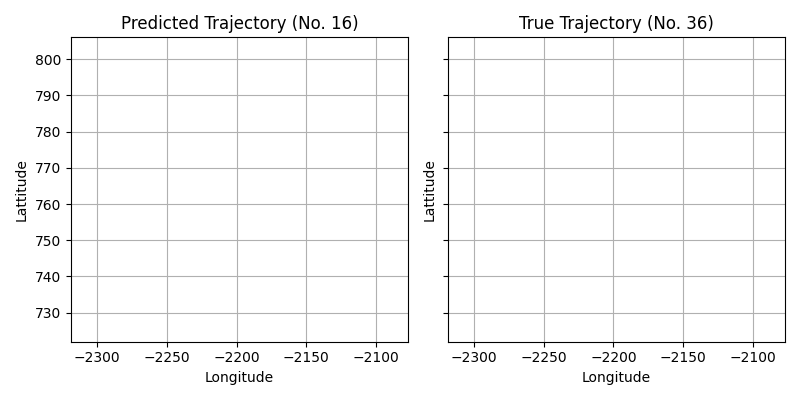 Predicted Trajectory (No. 16)
True Trajectory (No. 36)
800
790
780
770
760
750
740
730
Lattitude
Lattitude
−2300 −2250 −2200 −2150 −2100
−2300 −2250 −2200 −2150 −2100
Longitude
Longitude